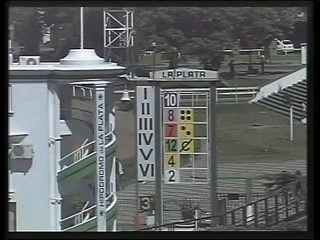 LA PLATA
I 10
II 8
III 7
IV 12
V 4
VI 2
3
HIPODROMO de LA PLATA